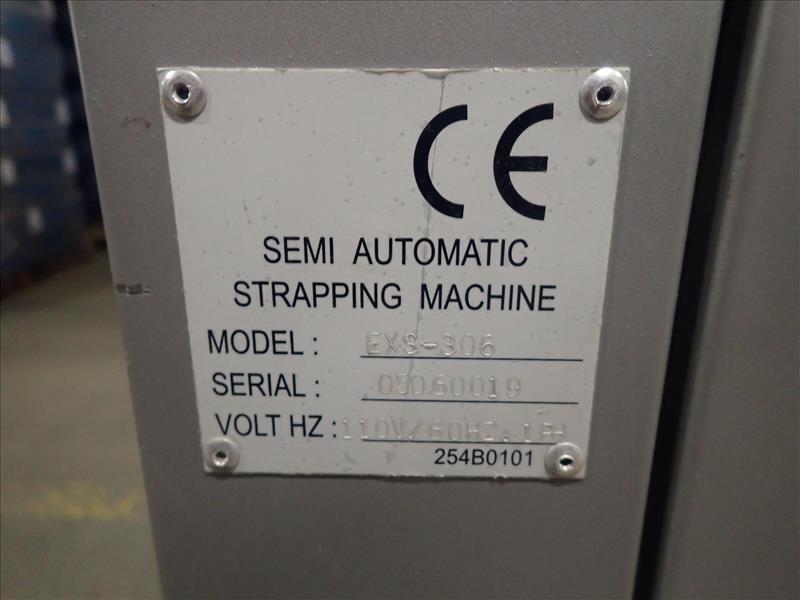 CE
SEMI AUTOMATIC
STRAPPING MACHINE
MODEL : EXS-306
SERIAL : 05060019
VOLT HZ : 110V/60HZ. 1PH
254B0101